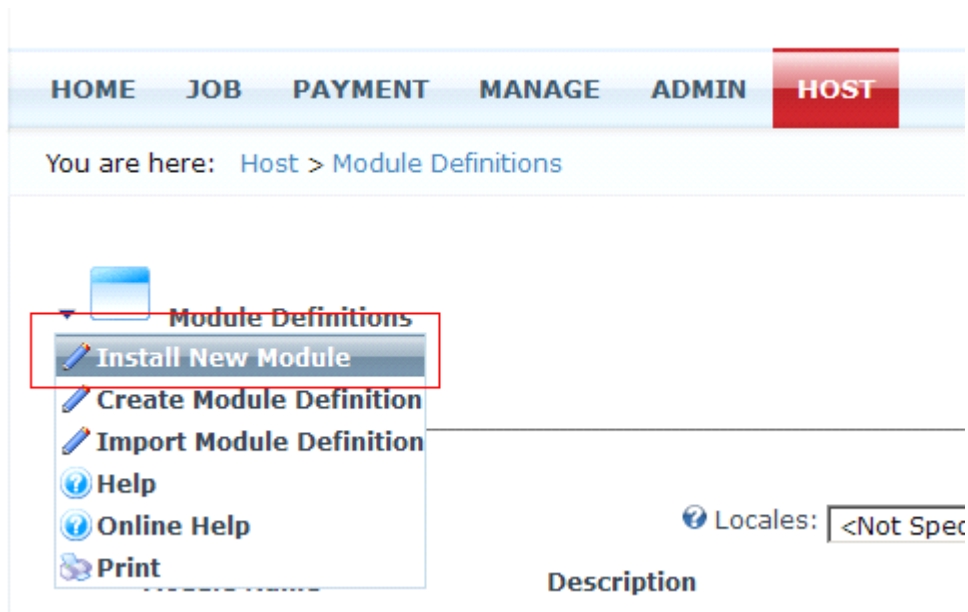 HOME JOB PAYMENT MANAGE ADMIN HOST
You are here: Host > Module Definitions
Module Definitions
Install New Module
Create Module Definition
Import Module Definition
Help
Online Help
Locales: <Not Spec
Print
Description